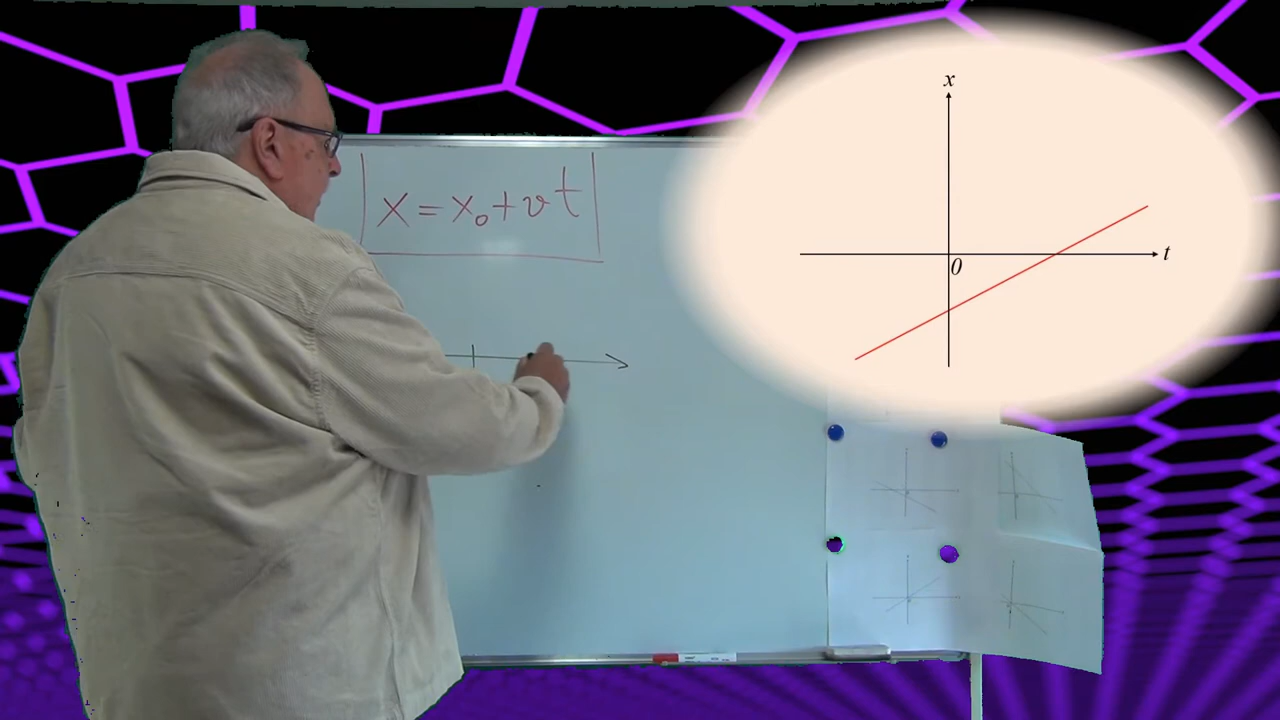 x = x₀ + vt
x
0
t